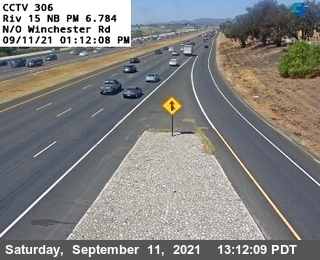 CCTV 306
Riv 15 NB PM 6.784
N/O Winchester Rd
09/11/21 01:12:08 PM
Saturday, September 11, 2021 13:12:09 PDT